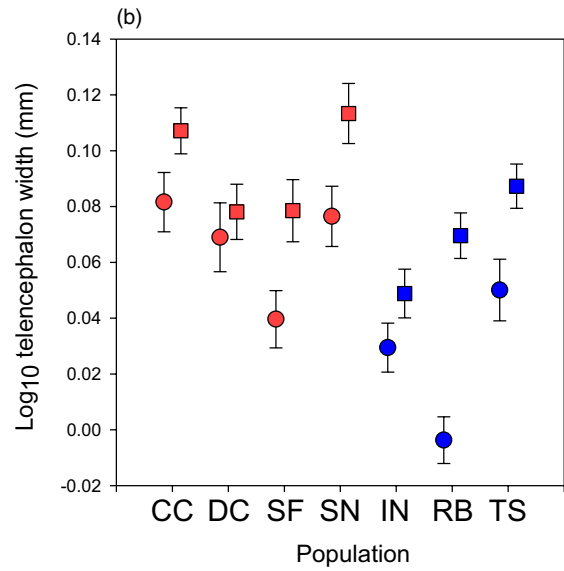 (b)
0.14
0.12
0.10
0.08
0.06
0.04
0.02
0.00
-0.02
Log10 telencephalon width (mm)
CC DC SF SN IN RB TS
Population